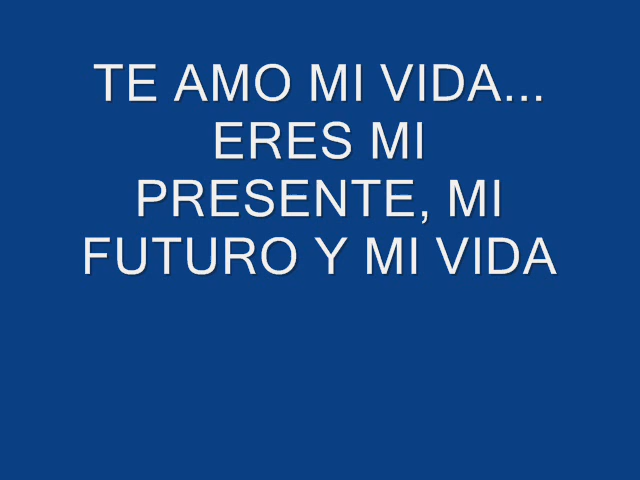 TE AMO MI VIDA...
ERES MI
PRESENTE, MI
FUTURO Y MI VIDA